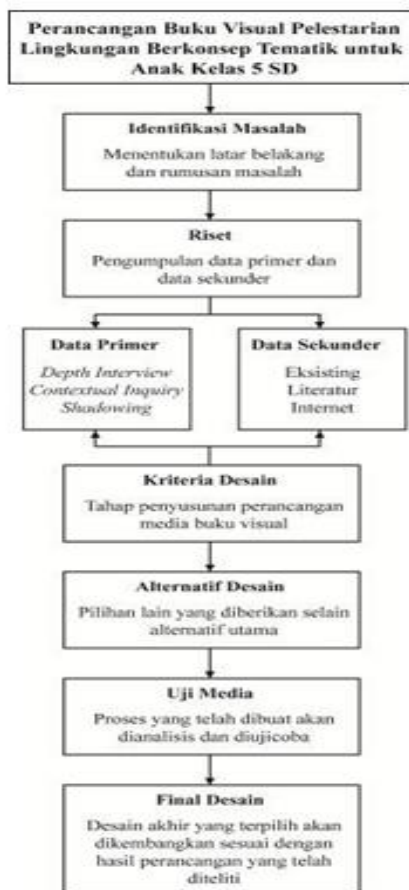 Perancangan Buku Visual Pelestarian
Lingkungan Berkonsep Tematik untuk
Anak Kelas 5 SD
Identifikasi Masalah
Menentukan latar belakang
dan rumusan masalah
Riset
Pengumpulan data primer dan
data sekunder
Data Primer
Depth Interview
Contextual Inquiry
Shadowing
Data Sekunder
Eksisting
Literatur
Internet
Kriteria Desain
Tahap penyusunan perancangan
media buku visual
Alternatif Desain
Pilihan lain yang diberikan selain
alternatif utama
Uji Media
Proses yang telah dibuat akan
dianalisis dan diujicoba
Final Desain
Desain akhir yang terpilih akan
dikembangkan sesuai dengan
hasil perancangan yang telah
diteliti